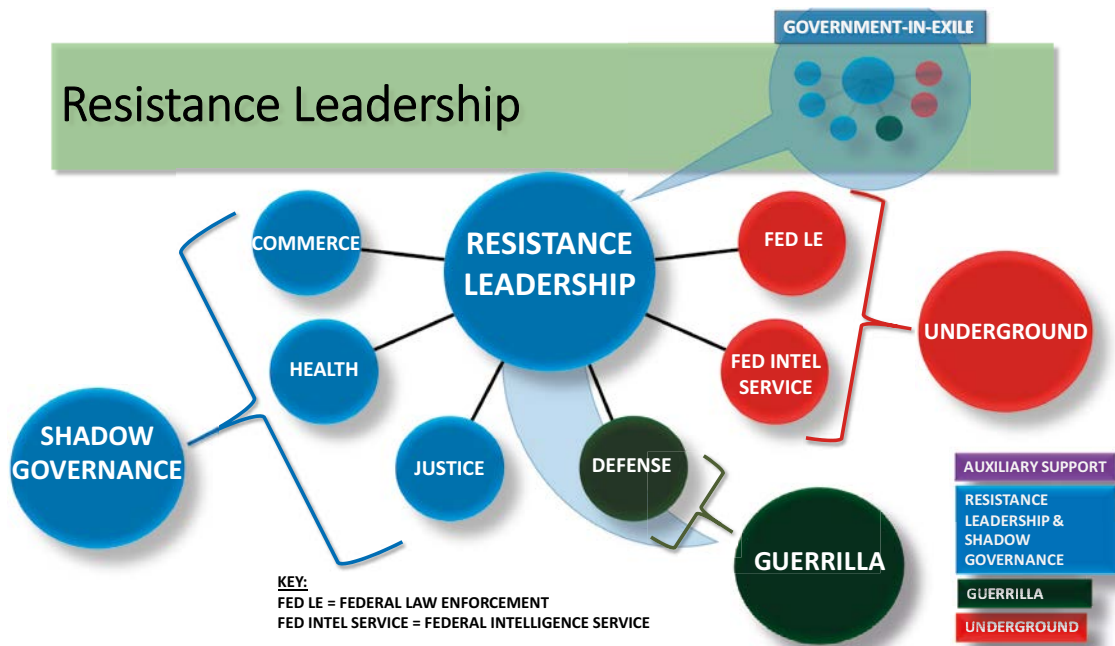 GOVERNMENT-IN-EXILE
Resistance Leadership
COMMERCE
RESISTANCE
LEADERSHIP
FED LE
UNDERGROUND
HEALTH
FED INTEL
SERVICE
SHADOW
GOVERNANCE
JUSTICE
DEFENSE
GUERRILLA
AUXILIARY SUPPORT
RESISTANCE
LEADERSHIP &
SHADOW
GOVERNANCE
GUERRILLA
UNDERGROUND
KEY:
FED LE = FEDERAL LAW ENFORCEMENT
FED INTEL SERVICE = FEDERAL INTELLIGENCE SERVICE